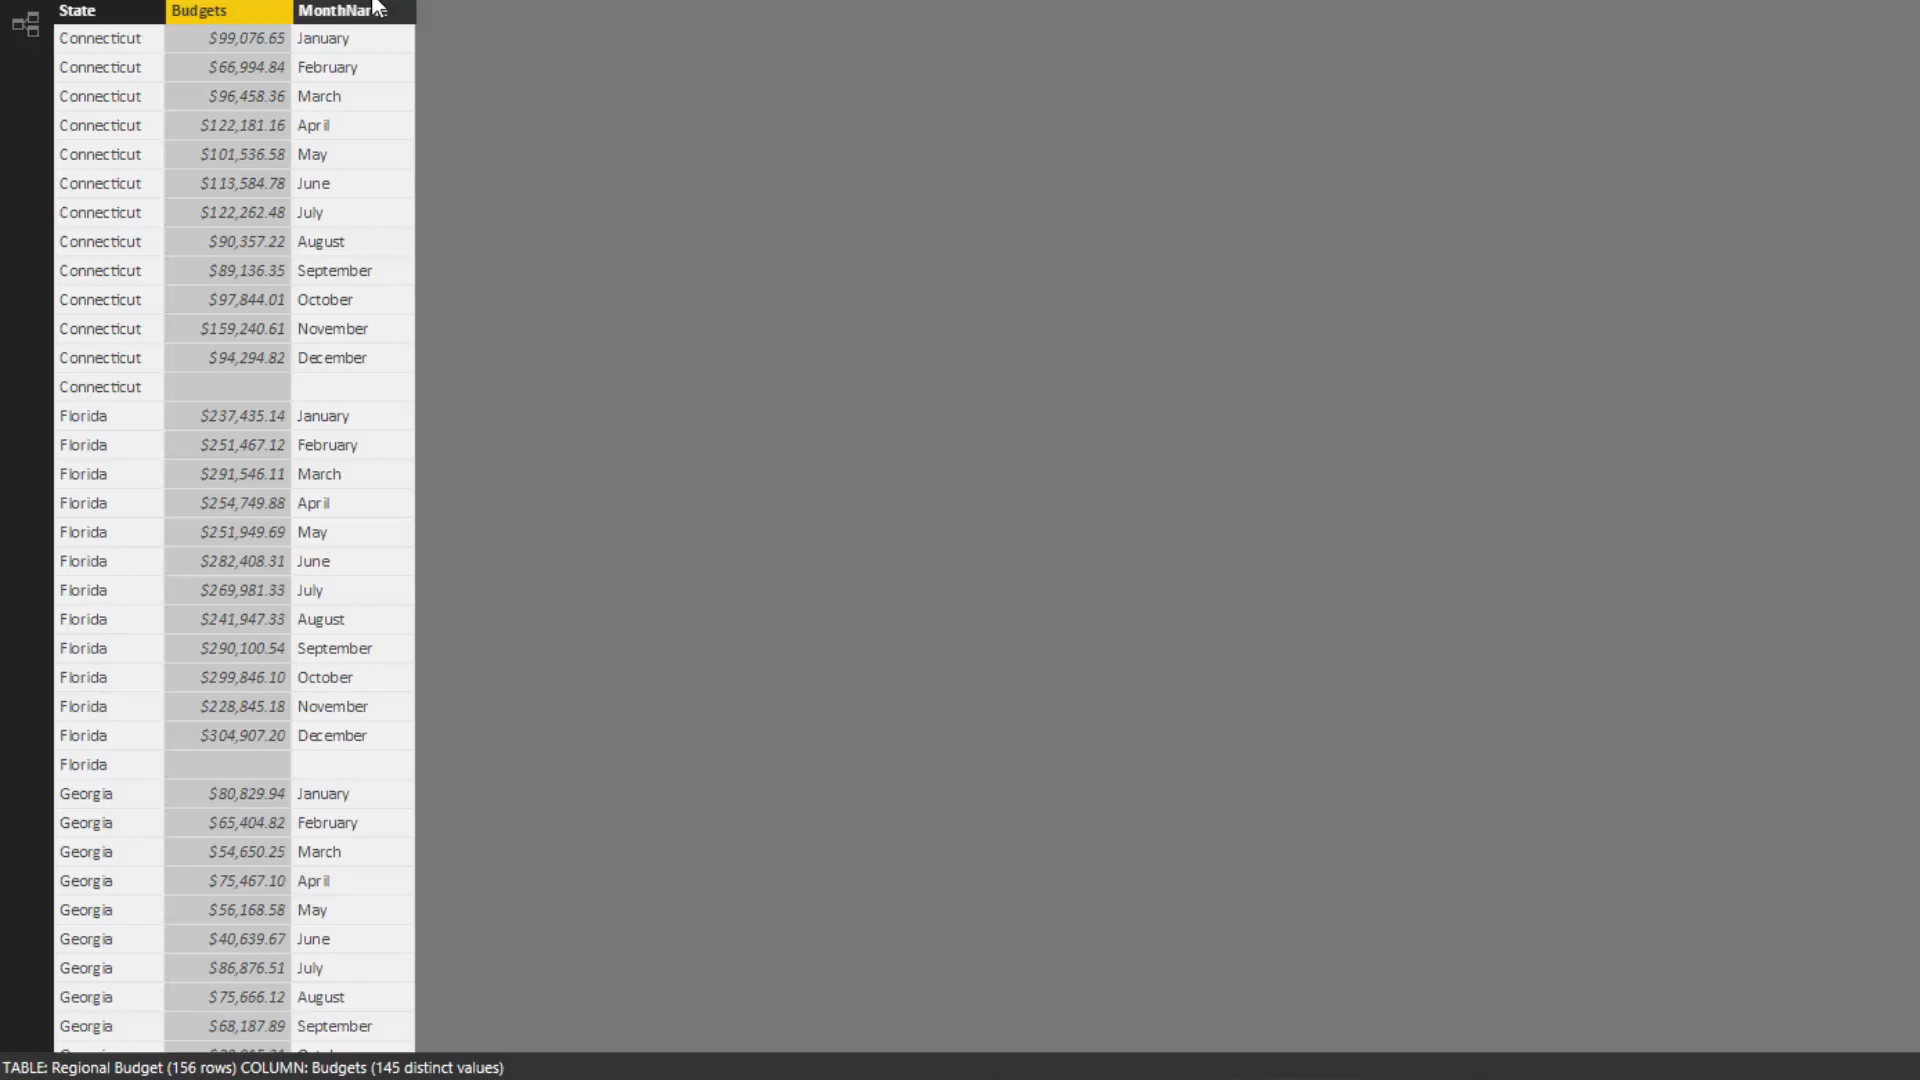 State Budgets
Connecticut $99,076.65 January
Connecticut $66,994.84 February
Connecticut $96,458.36 March
Connecticut $122,181.16 April
Connecticut $101,536.58 May
Connecticut $113,584.78 June
Connecticut $122,262.48 July
Connecticut $90,357.22 August
Connecticut $89,136.35 September
Connecticut $97,844.01 October
Connecticut $159,240.61 November
Connecticut $94,294.82 December
Connecticut
Florida $237,435.14 January
Florida $251,467.12 February
Florida $291,546.11 March
Florida $254,749.88 April
Florida $251,949.69 May
Florida $282,408.31 June
Florida $269,981.33 July
Florida $241,947.33 August
Florida $290,100.54 September
Florida $299,846.10 October
Florida $228,845.18 November
Florida $304,907.20 December
Florida
Georgia $80,829.94 January
Georgia $65,404.82 February
Georgia $54,650.25 March
Georgia $75,467.10 April
Georgia $56,168.58 May
Georgia $40,639.67 June
Georgia $86,876.51 July
Georgia $75,666.12 August
Georgia $68,187.89 September
TABLE: Regional Budget (156 rows) COLUMN: Budgets (145 distinct values)